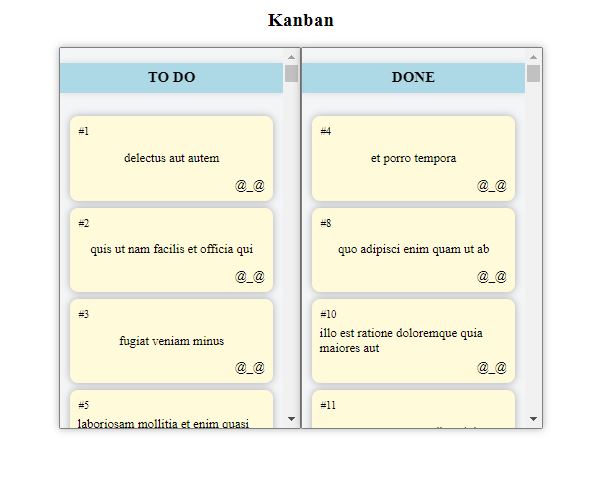 Kanban
TO DO
#1
delectus aut autem
@_@
#2
quis ut nam facilis et officia qui
@_@
#3
fugiat veniam minus
@_@
#5
laboriosam mollitia et enim quasi
DONE
#4
et porro tempora
@_@
#8
quo adipisci enim quam ut ab
@_@
#10
illo est ratione doloremque quia
maiores aut
@_@
#11